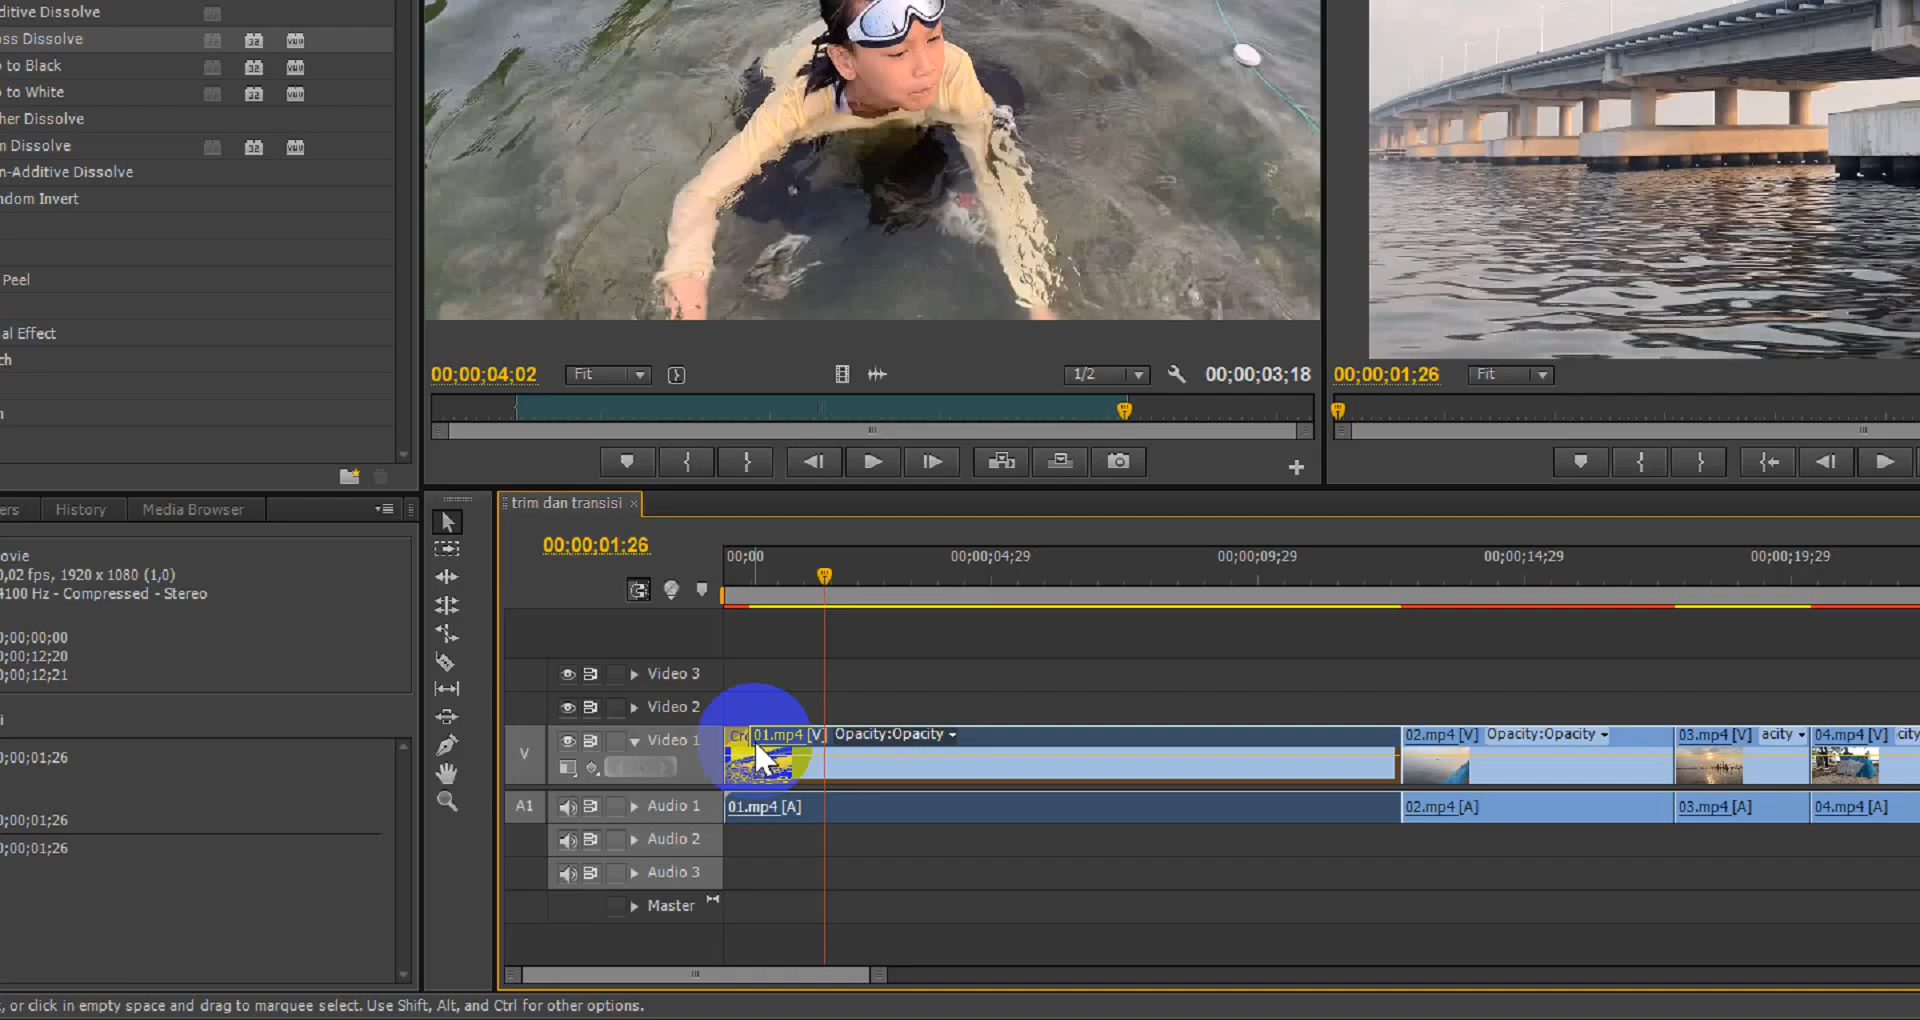 ditive Dissolve
oss Dissolve
o to Black
o to White
her Dissolve
m Dissolve
n-Additive Dissolve
ndom Invert
Peel
al Effect
ch
n
00;00;04;02
Fit
1/2
00;00;03;18
00;00;01;26
Fit
ers
History
Media Browser
ovie
0,02 fps, 1920 x 1080 (1,0)
4100 Hz - Compressed - Stereo
0;00;00;00
0;00;12;20
0;00;12;21
i
0;00;01;26
0;00;01;26
0;00;01;26
trim dan transisi
00;00;01;26
00;00
00;00;04;29
00;00;09;29
00;00;14;29
00;00;19;29
Video 3
Video 2
V
Video 1
Cr
01.mp4 [V]
Opacity:Opacity
02.mp4 [V]
Opacity:Opacity
03.mp4 [V]
acity
04.mp4 [V]
city
A1
Audio 1
01.mp4 [A]
02.mp4 [A]
03.mp4 [A]
04.mp4 [A]
Audio 2
Audio 3
Master
, or click in empty space and drag to marquee select. Use Shift, Alt, and Ctrl for other options.